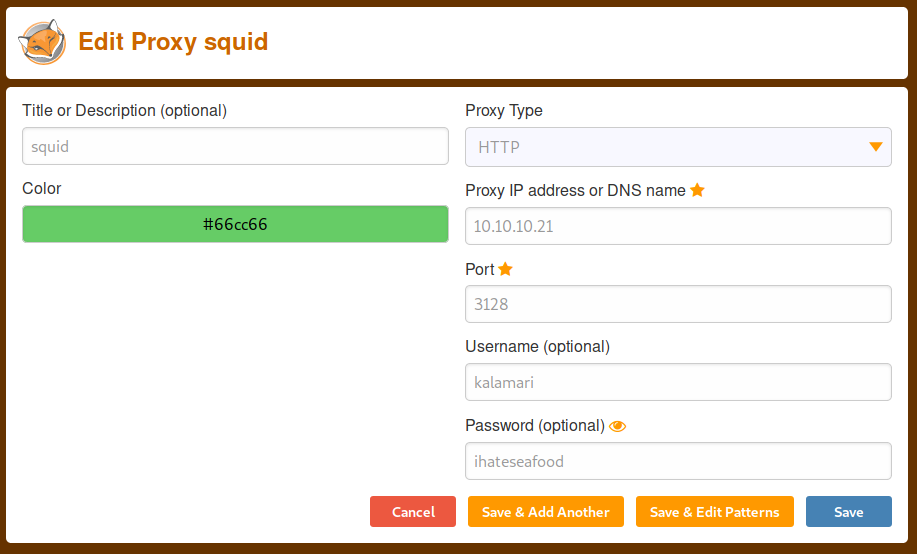 Edit Proxy squid
Title or Description (optional)
squid
Color
#66cc66
Proxy Type
HTTP
Proxy IP address or DNS name
10.10.10.21
Port
3128
Username (optional)
kalamari
Password (optional)
ihateseafood
Cancel
Save & Add Another
Save & Edit Patterns
Save